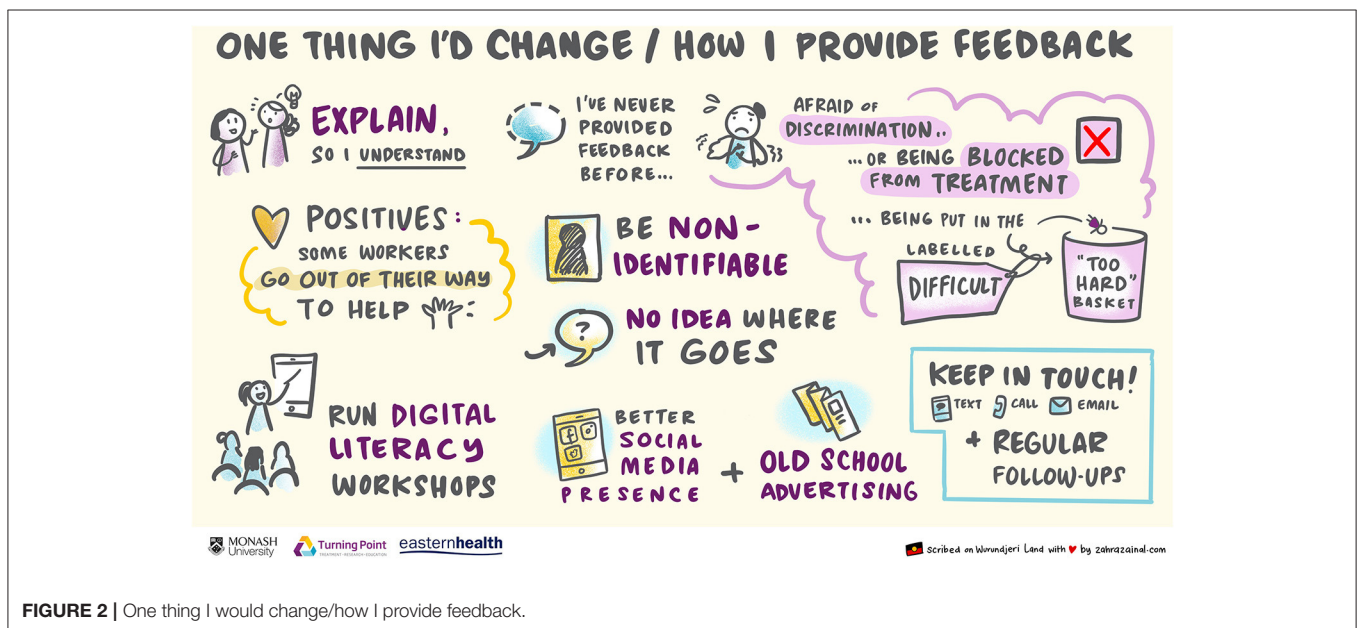 ONE THING I'D CHANGE / HOW I PROVIDE FEEDBACK
EXPLAIN,
SO I UNDERSTAND
I'VE NEVER
PROVIDED
FEEDBACK
BEFORE...
AFRAID OF
DISCRIMINATION..
...OR BEING BLOCKED
FROM TREATMENT
... BEING PUT IN THE
LABELLED
DIFFICULT
"TOO
HARD"
BASKET
POSITIVES:
SOME WORKERS
GO OUT OF THEIR WAY
TO HELP
BE NON-
IDENTIFIABLE
?
NO IDEA WHERE
IT GOES
RUN DIGITAL
LITERACY
WORKSHOPS
BETTER
SOCIAL
MEDIA
PRESENCE
+
OLD SCHOOL
ADVERTISING
KEEP IN TOUCH!
TEXT CALL EMAIL
+ REGULAR
FOLLOW-UPS
MONASH
University
Turning Point
TREATMENT·RESEARCH·EDUCATION
easternhealth
scribed on Wurundjeri Land with ♥ by zahrazainal.com
FIGURE 2 | One thing I would change/how I provide feedback.